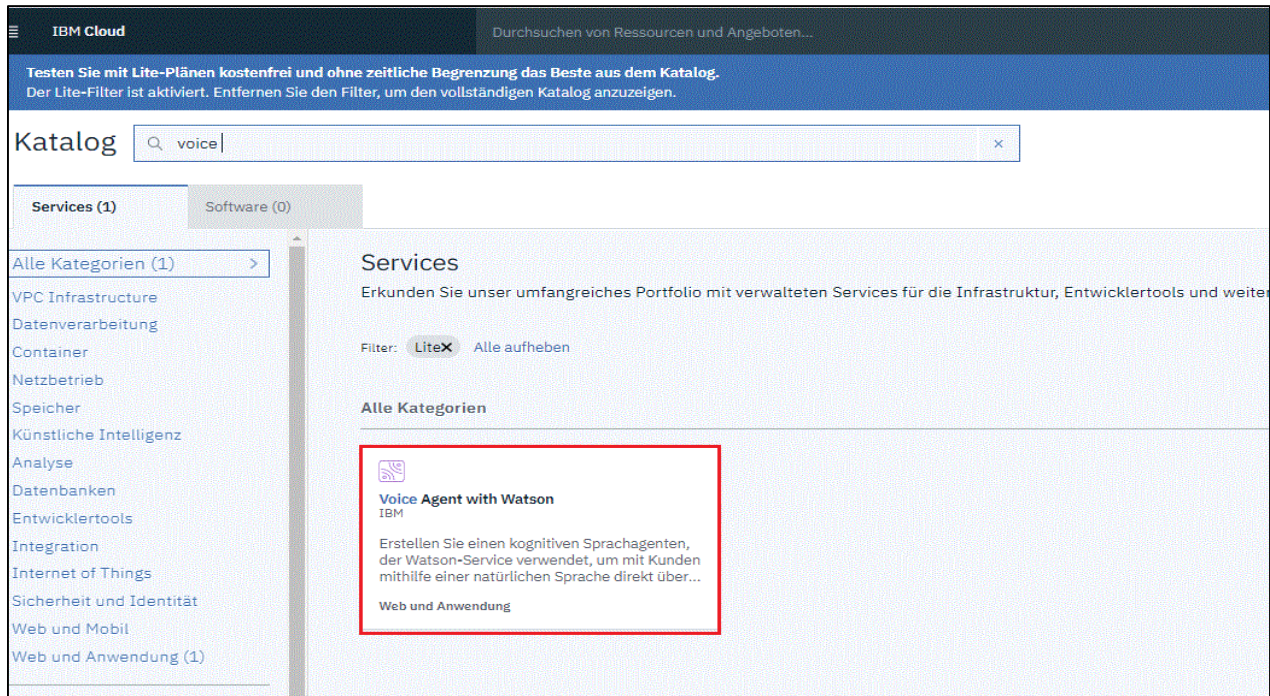 IBM Cloud
Durchsuchen von Ressourcen und Angeboten...
Testen Sie mit Lite-Plänen kostenfrei und ohne zeitliche Begrenzung das Beste aus dem Katalog.
Der Lite-Filter ist aktiviert. Entfernen Sie den Filter, um den vollständigen Katalog anzuzeigen.
Katalog
voice
Services (1)
Software (0)
Alle Kategorien (1)
VPC Infrastructure
Datenverarbeitung
Container
Netzbetrieb
Speicher
Künstliche Intelligenz
Analyse
Datenbanken
Entwicklertools
Integration
Internet of Things
Sicherheit und Identität
Web und Mobil
Web und Anwendung (1)
Services
Erkunden Sie unser umfangreiches Portfolio mit verwalteten Services für die Infrastruktur, Entwicklertools und weiter
Filter: Lite Alle aufheben
Alle Kategorien
Voice Agent with Watson
IBM
Erstellen Sie einen kognitiven Sprachagenten,
der Watson-Service verwendet, um mit Kunden
mithilfe einer natürlichen Sprache direkt über...
Web und Anwendung